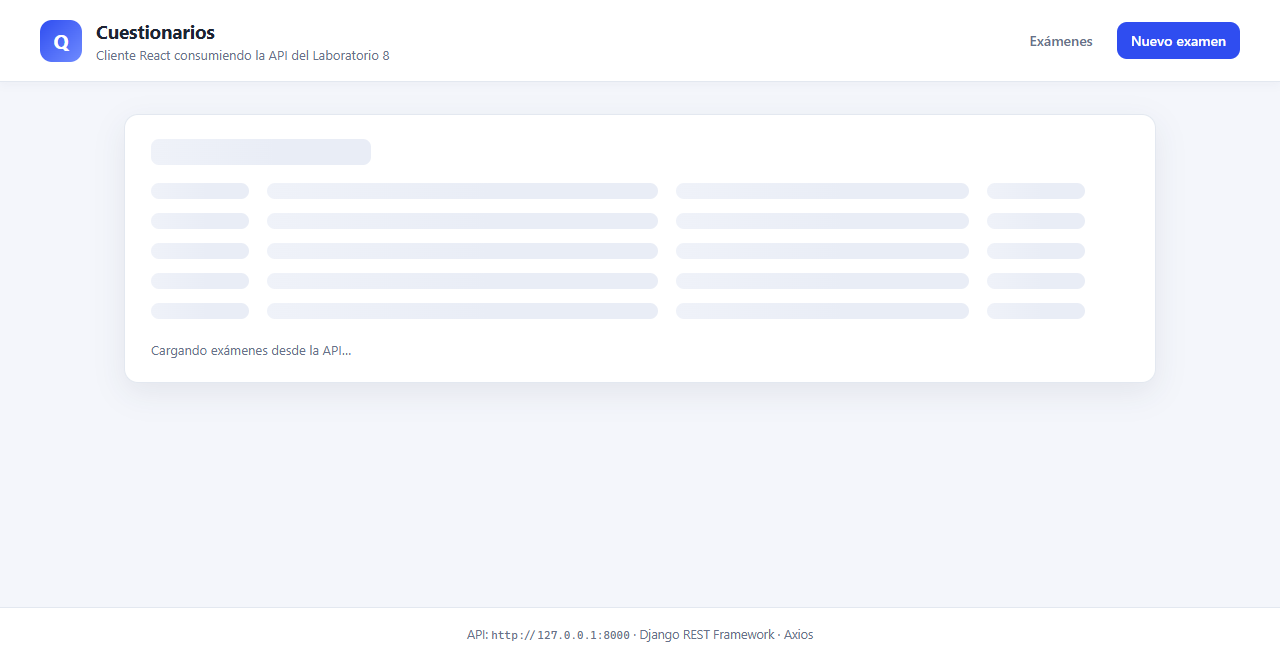 Q
Cuestionarios
Cliente React consumiendo la API del Laboratorio 8
Exámenes
Nuevo examen
Cargando exámenes desde la API...
API: http://127.0.0.1:8000 · Django REST Framework · Axios